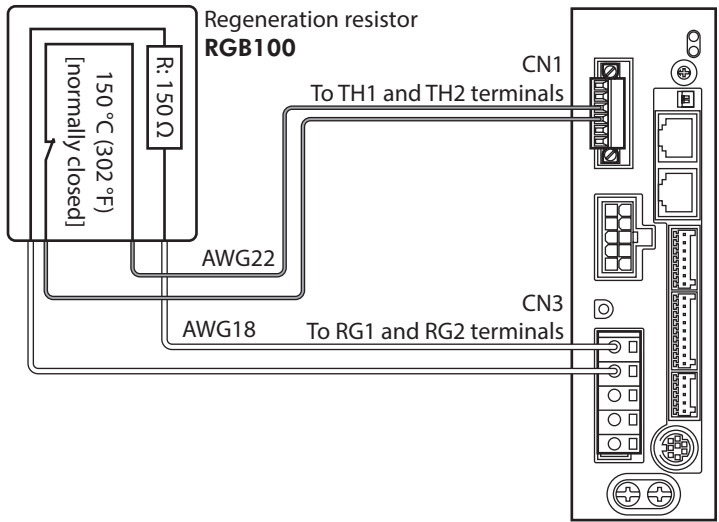 Regeneration resistor
RGB100
R: 150 Ω
150 °C (302 °F)
[normally closed]
CN1
To TH1 and TH2 terminals
AWG22
CN3
AWG18
To RG1 and RG2 terminals